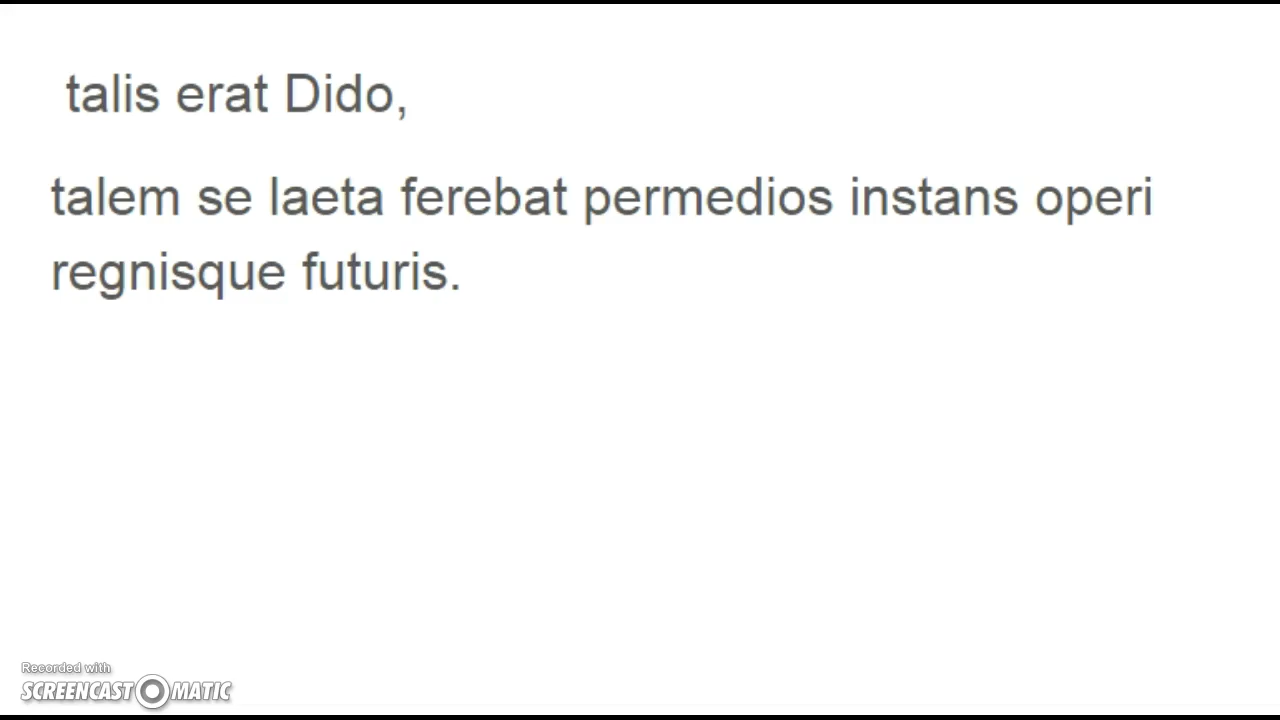 talis erat Dido,
talem se laeta ferebat permedios instans operi
regnisque futuris.
Recorded with
SCREENCAST-O-MATIC